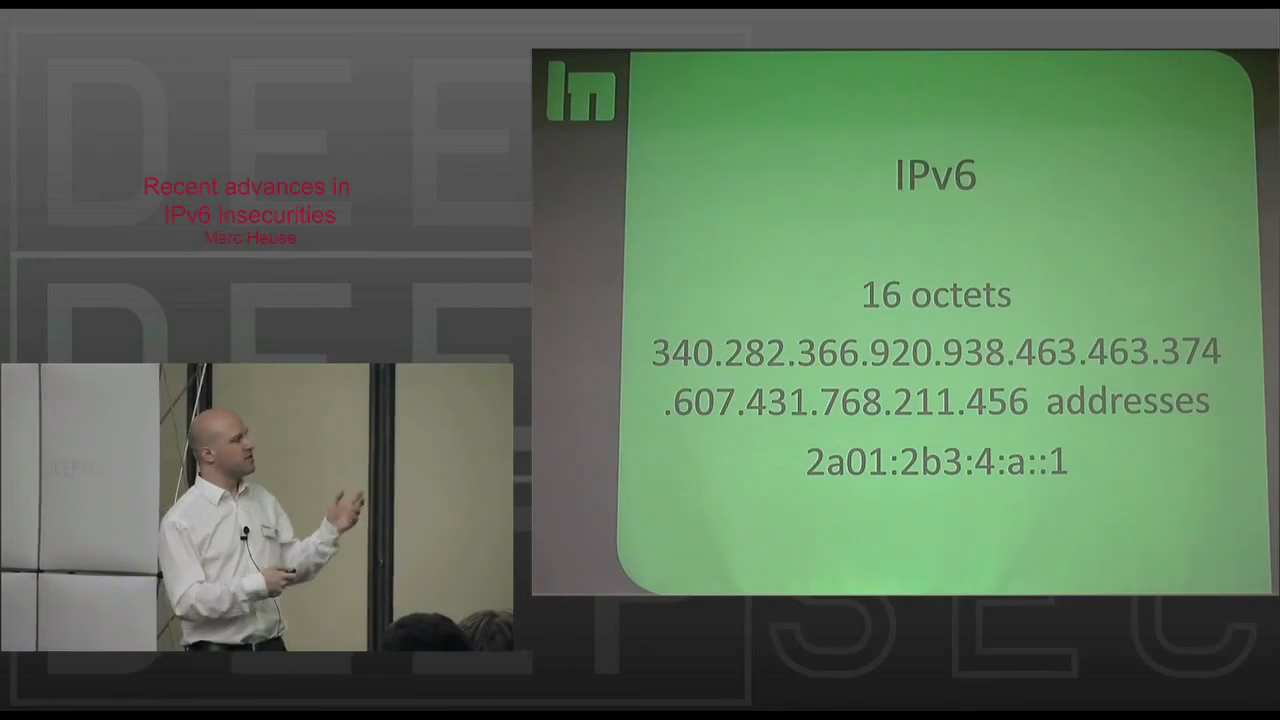 Recent advances in
IPv6 insecurities
Marc Heuse
IPv6
16 octets
340.282.366.920.938.463.463.374
.607.431.768.211.456 addresses
2a01:2b3:4:a::1
DEEPSEC